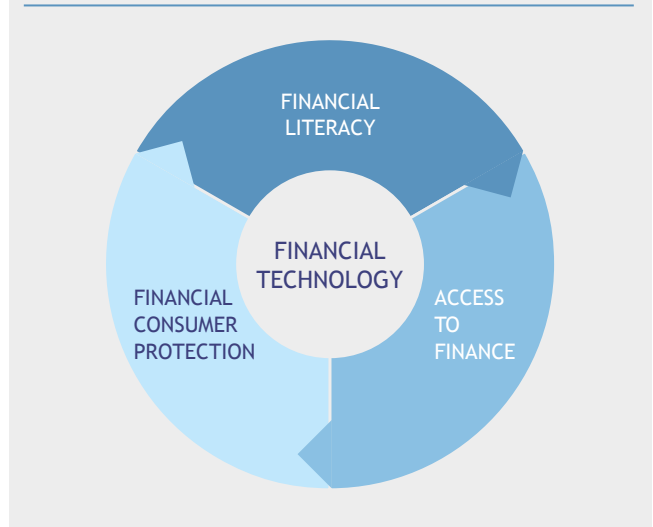 FINANCIAL
LITERACY
FINANCIAL
TECHNOLOGY
FINANCIAL
CONSUMER
PROTECTION
ACCESS
TO
FINANCE